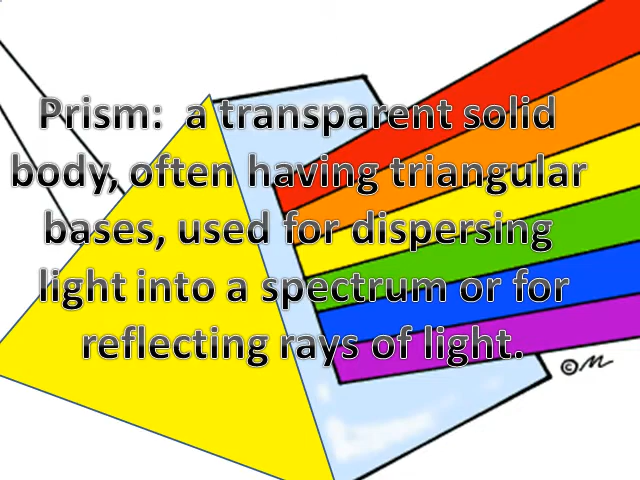 Prism:  a transparent solid
body, often having triangular
bases, used for dispersing
light into a spectrum or for
reflecting rays of light.
©M